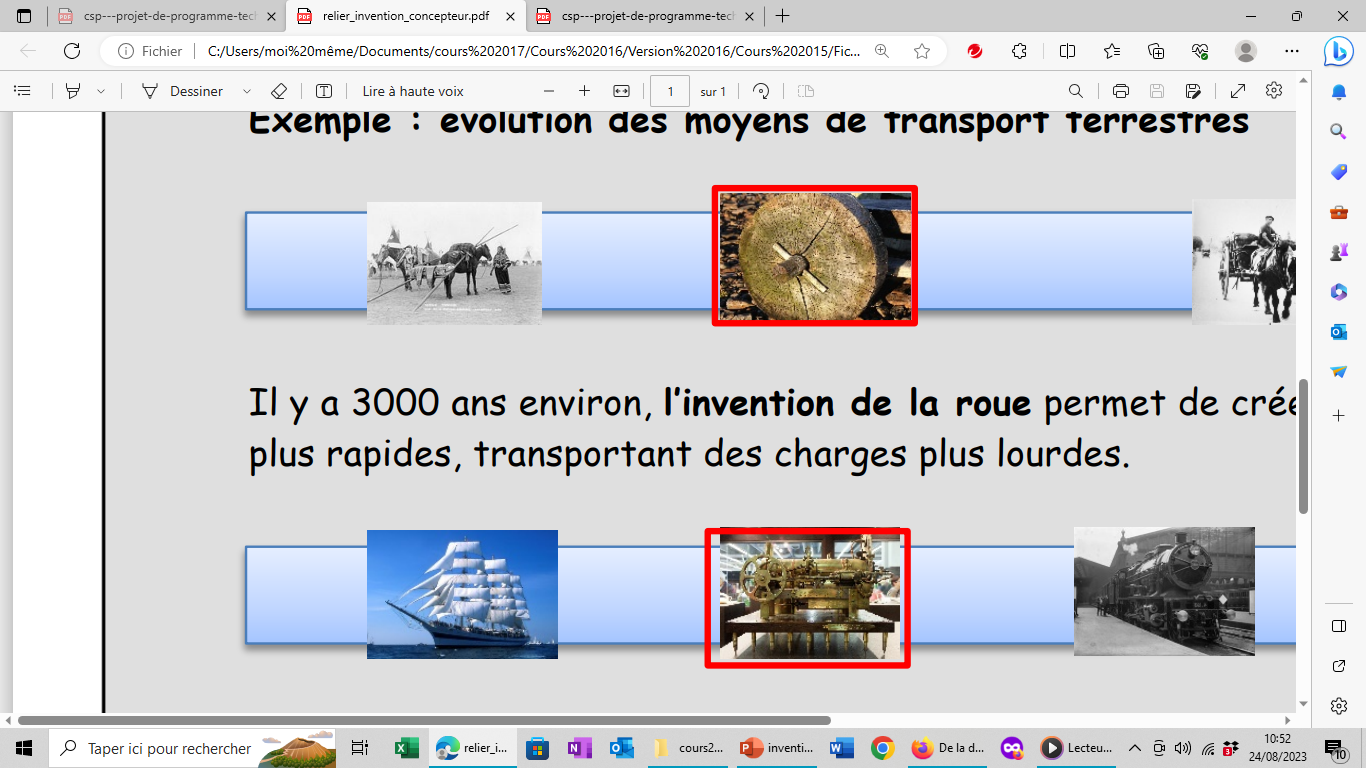 csp---projet-de-programme-tech
relier_invention_concepteur.pdf
csp---projet-de-programme-tech
Fichier
C:/Users/moi%20même/Documents/cours%202017/Cours%202016/Version%202016/Cours%202015/Fic...
Dessiner
Lire à haute voix
1
sur 1
Exemple : évolution des moyens de transport terrestres
Il y a 3000 ans environ, l'invention de la roue permet de crée
plus rapides, transportant des charges plus lourdes.
Taper ici pour rechercher
relier_i...
cours2...
inventi...
De la d...
Lecteu...
10:52
24/08/2023
10